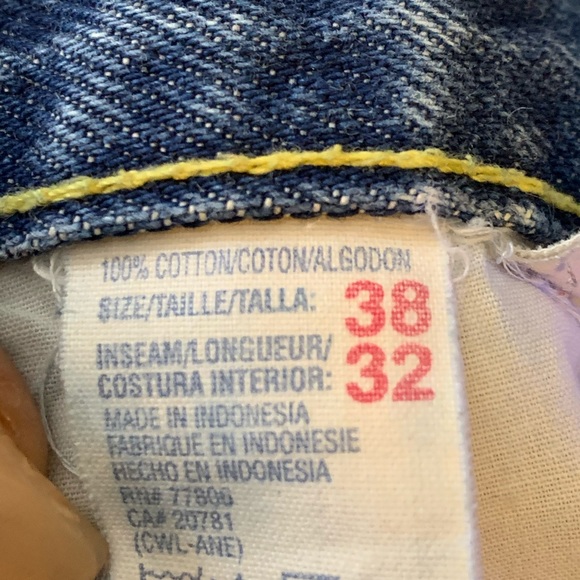 100% COTTON/COTON/ALGODON
SIZE/TAILLE/TALLA: 38
INSEAM/LONGUEUR/
COSTURA INTERIOR: 32
MADE IN INDONESIA
FABRIQUE EN INDONESIE
HECHO EN INDONESIA
RN# 77806
CA# 20781
(CWL-ANE)